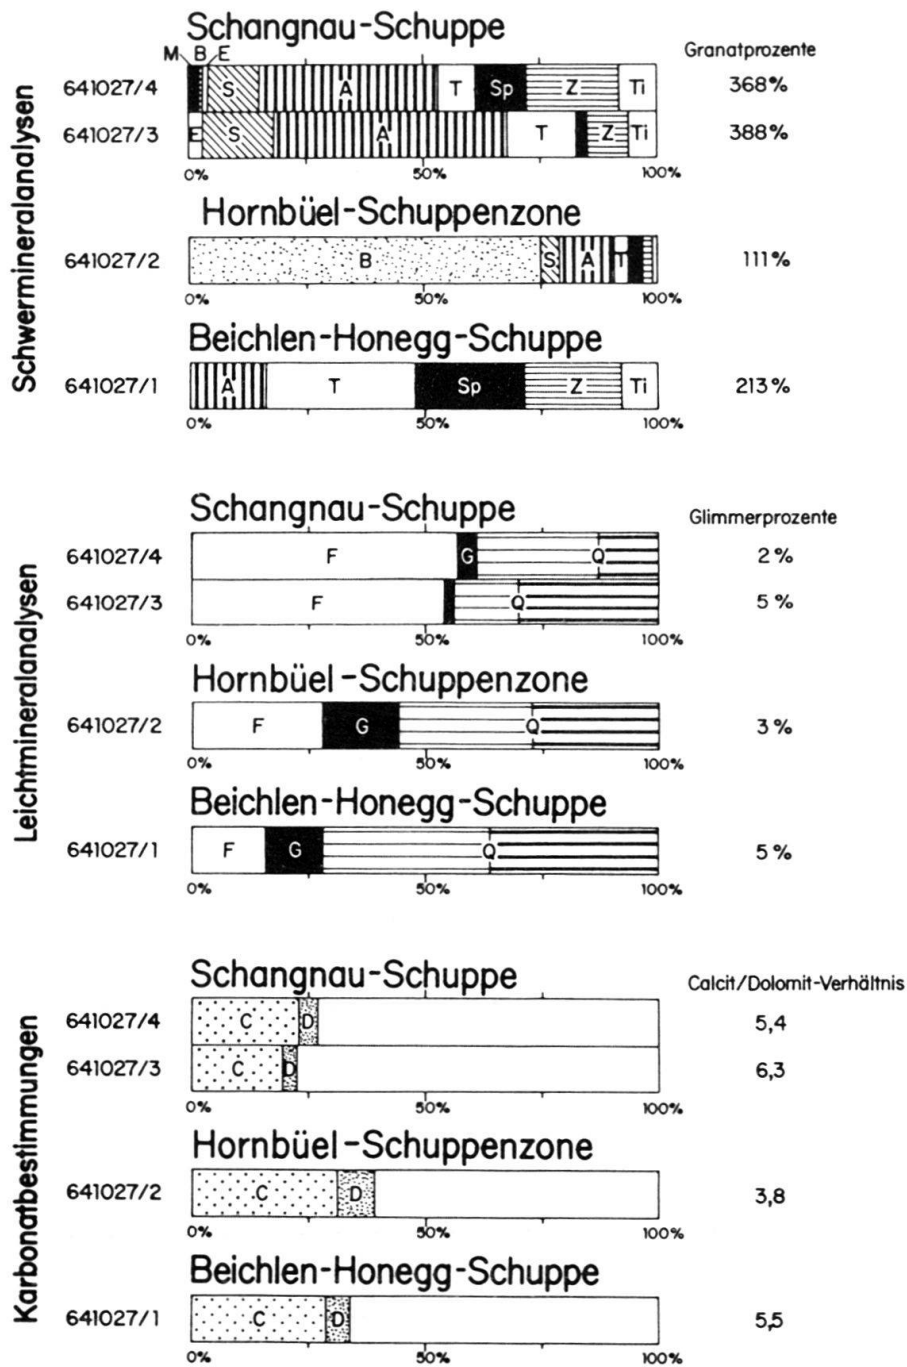 Schangnau-Schuppe
M B E
Granatprozente
641027/4 S A T Sp Z Ti 368%
641027/3 E S A T Z Ti 388%
0% 50% 100%
Hornbüel-Schuppenzone
641027/2 B S A T 111%
0% 50% 100%
Beichlen-Honegg-Schuppe
641027/1 A T Sp Z Ti 213%
0% 50% 100%
Schwermineralanalysen
Schangnau-Schuppe
Glimmerprozente
641027/4 F G Q 2%
641027/3 F Q 5%
0% 50% 100%
Hornbüel-Schuppenzone
641027/2 F G Q 3%
0% 50% 100%
Beichlen-Honegg-Schuppe
641027/1 F G Q 5%
0% 50% 100%
Leichtmineralanalysen
Schangnau-Schuppe
Calcit/Dolomit-Verhältnis
641027/4 C D 5,4
641027/3 C D 6,3
0% 50% 100%
Hornbüel-Schuppenzone
641027/2 C D 3,8
0% 50% 100%
Beichlen-Honegg-Schuppe
641027/1 C D 5,5
0% 50% 100%
Karbonatbestimmungen